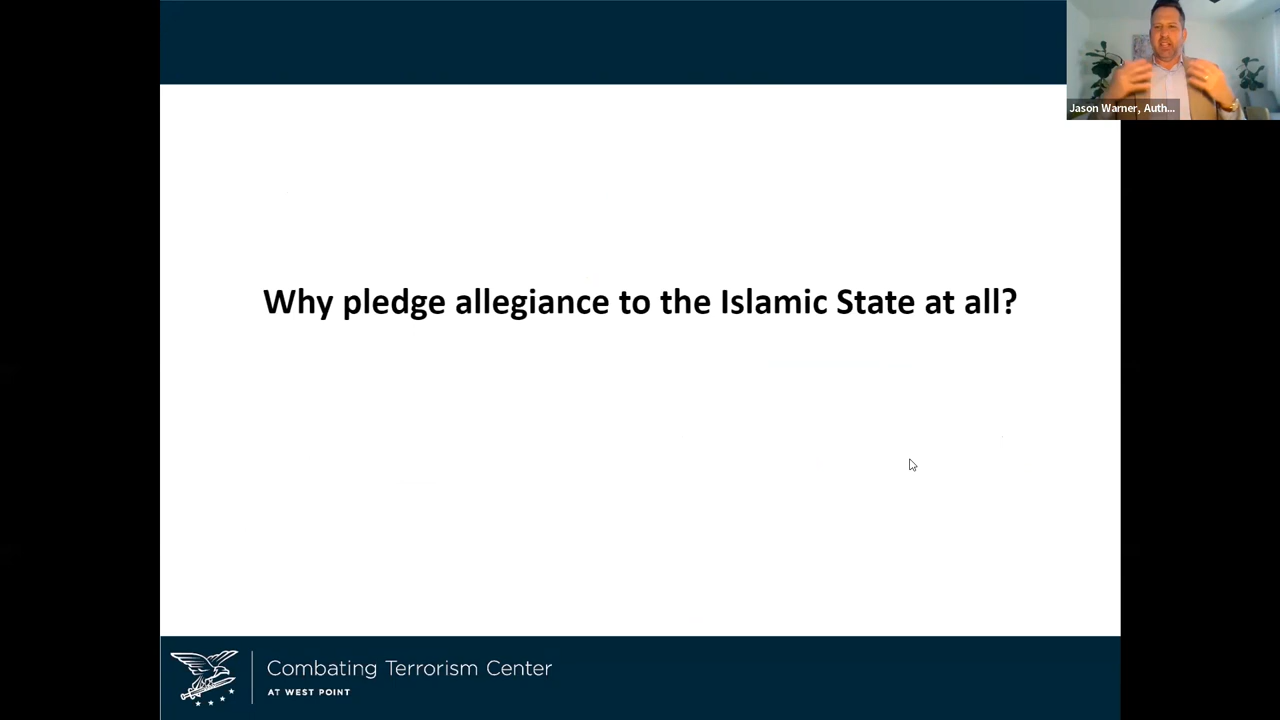 Jason Warner, Auth...
Why pledge allegiance to the Islamic State at all?
Combating Terrorism Center
AT WEST POINT